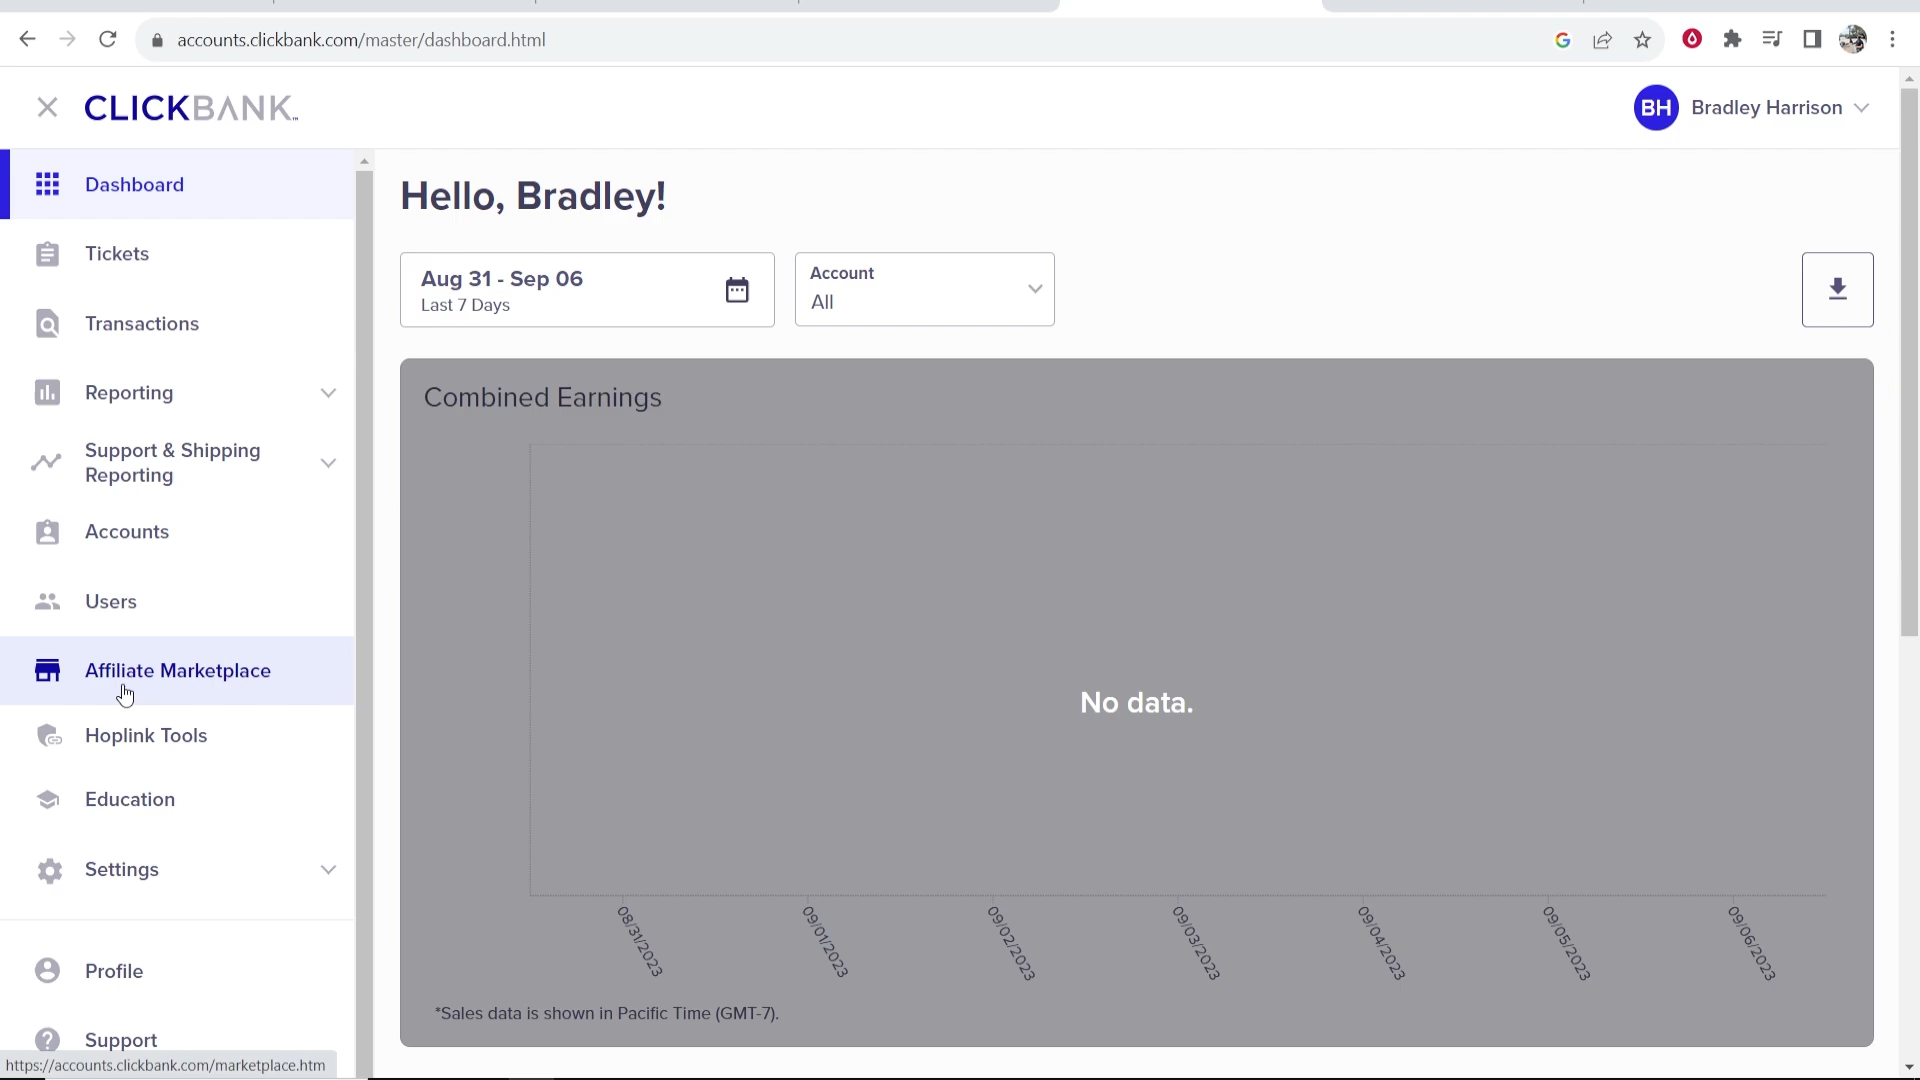 accounts.clickbank.com/master/dashboard.html
CLICKBANK™
BH Bradley Harrison
Dashboard
Tickets
Transactions
Reporting
Support & Shipping
Reporting
Accounts
Users
Affiliate Marketplace
Hoplink Tools
Education
Settings
Profile
Support
https://accounts.clickbank.com/marketplace.htm
Hello, Bradley!
Aug 31 - Sep 06
Last 7 Days
Account
All
Combined Earnings
No data.
08/31/2023
09/01/2023
09/02/2023
09/03/2023
09/04/2023
09/05/2023
09/06/2023
*Sales data is shown in Pacific Time (GMT-7).